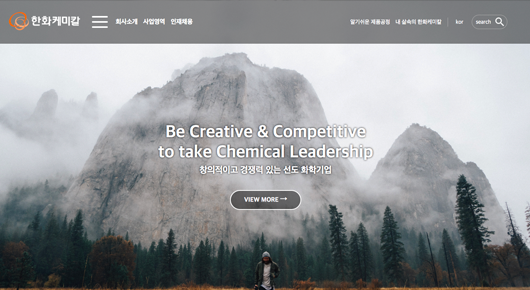 한화케미칼
회사소개 사업영역 인재채용
알기쉬운 제품공정 내 삶속의 한화케미칼 kor search
Be Creative & Competitive
to take Chemical Leadership
창의적이고 경쟁력 있는 선도 화학기업
VIEW MORE →